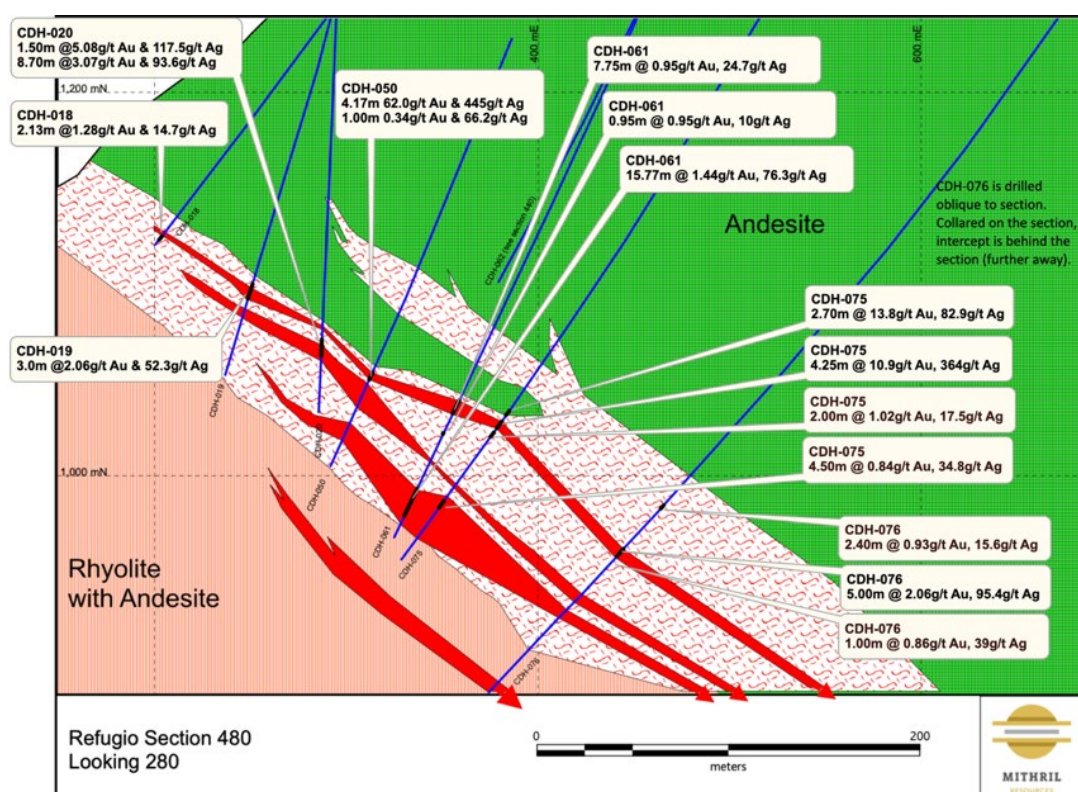 CDH-020
1.50m @5.08g/t Au & 117.5g/t Ag
8.70m @3.07g/t Au & 93.6g/t Ag
CDH-018
2.13m @1.28g/t Au & 14.7g/t Ag
CDH-050
4.17m 62.0g/t Au & 445g/t Ag
1.00m 0.34g/t Au & 66.2g/t Ag
400 mE
CDH-061
7.75m @ 0.95g/t Au, 24.7g/t Ag
CDH-061
0.95m @ 0.95g/t Au, 10g/t Ag
CDH-061
15.77m @ 1.44g/t Au, 76.3g/t Ag
600 mE
1,200 mN
CDH-076 is drilled
oblique to section.
Collared on the section,
intercept is behind the
section (further away).
Andesite
CDH-018
CDH-062 (see section 440)
CDH-075
2.70m @ 13.8g/t Au, 82.9g/t Ag
CDH-075
4.25m @ 10.9g/t Au, 364g/t Ag
CDH-075
2.00m @ 1.02g/t Au, 17.5g/t Ag
CDH-075
4.50m @ 0.84g/t Au, 34.8g/t Ag
CDH-019
3.0m @2.06g/t Au & 52.3g/t Ag
CDH-019
CDH-020
1,000 mN
CDH-050
CDH-061
CDH-075
CDH-076
2.40m @ 0.93g/t Au, 15.6g/t Ag
CDH-076
5.00m @ 2.06g/t Au, 95.4g/t Ag
CDH-076
1.00m @ 0.86g/t Au, 39g/t Ag
Rhyolite
with Andesite
CDH-076
Refugio Section 480
Looking 280
0
200
meters
MITHRIL
RESOURCES